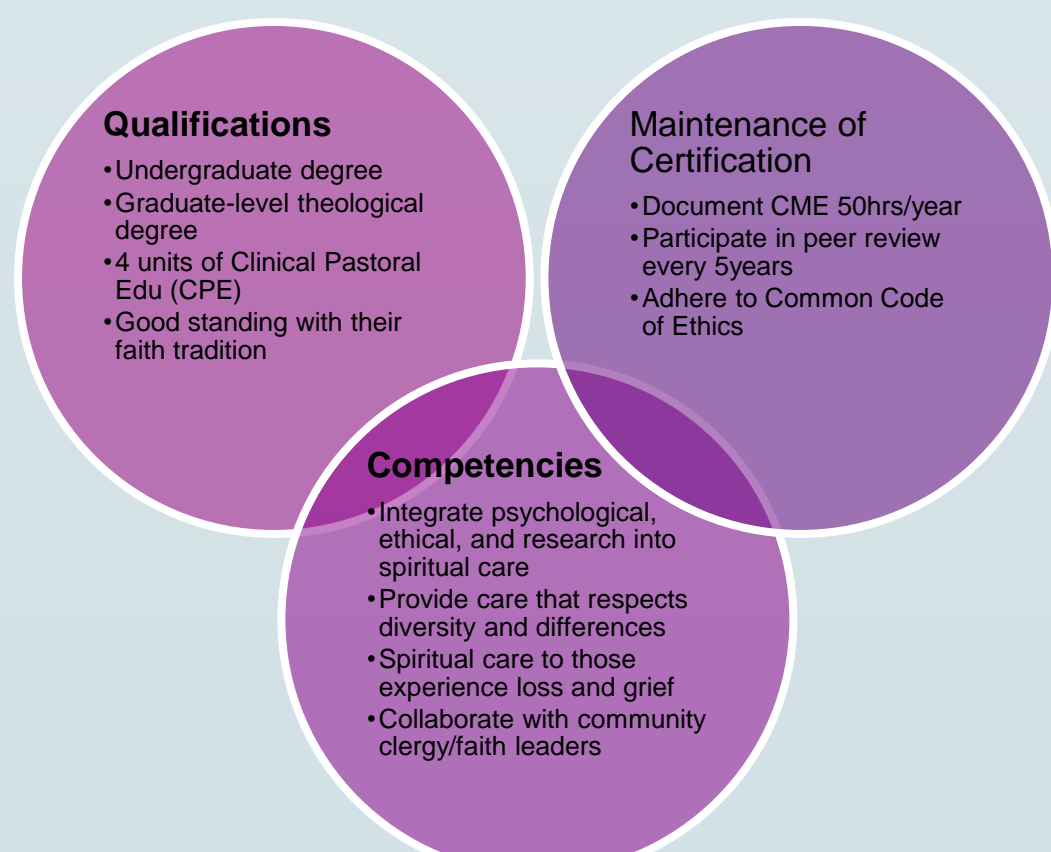 Qualifications
•Undergraduate degree
•Graduate-level theological
degree
•4 units of Clinical Pastoral
Edu (CPE)
•Good standing with their
faith tradition
Maintenance of
Certification
•Document CME 50hrs/year
•Participate in peer review
every 5years
•Adhere to Common Code
of Ethics
Competencies
•Integrate psychological,
ethical, and research into
spiritual care
•Provide care that respects
diversity and differences
•Spiritual care to those
experience loss and grief
•Collaborate with community
clergy/faith leaders